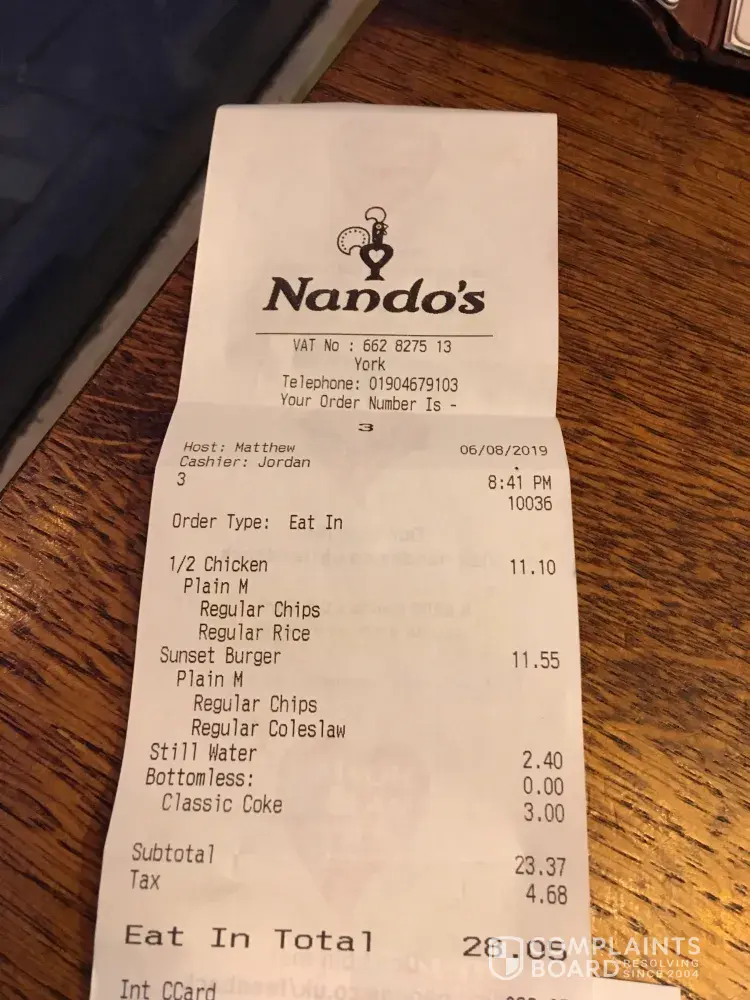 Nando's
VAT No : 662 8275 13
York
Telephone: 01904679103
Your Order Number Is -
3
Host: Matthew 06/08/2019
Cashier: Jordan
3 8:41 PM
10036
Order Type: Eat In
1/2 Chicken 11.10
Plain M
Regular Chips
Regular Rice
Sunset Burger 11.55
Plain M
Regular Chips
Regular Coleslaw
Still Water 2.40
Bottomless: 0.00
Classic Coke 3.00
Subtotal 23.37
Tax 4.68
Eat In Total 28.05
Int CCard
COMPLAINTS
BOARD RESOLVING
SINCE 2004